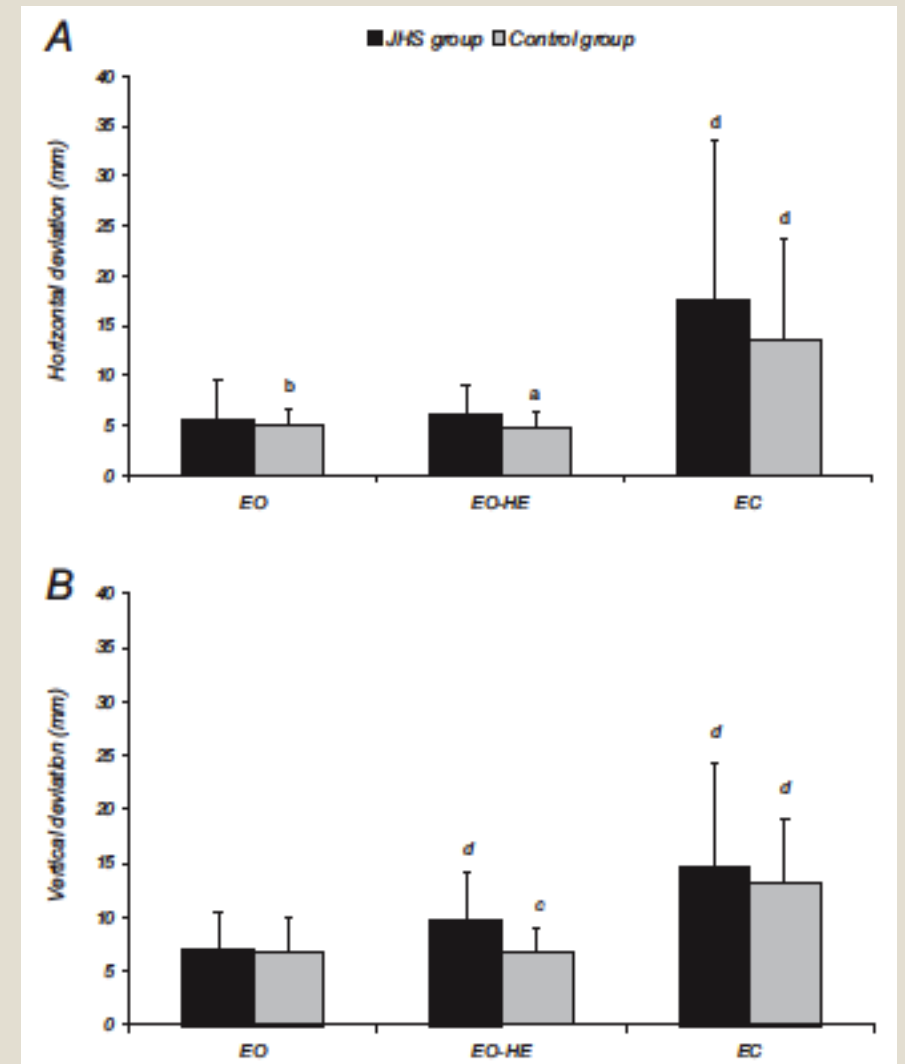 A
JHS group Control group
Horizontal deviation (mm)
40
35
30
25
20
15
10
5
0
d
d
b
a
EO EO-HE EC
B
Vertical deviation (mm)
40
35
30
25
20
15
10
5
0
d
d
d
c
EO EO-HE EC